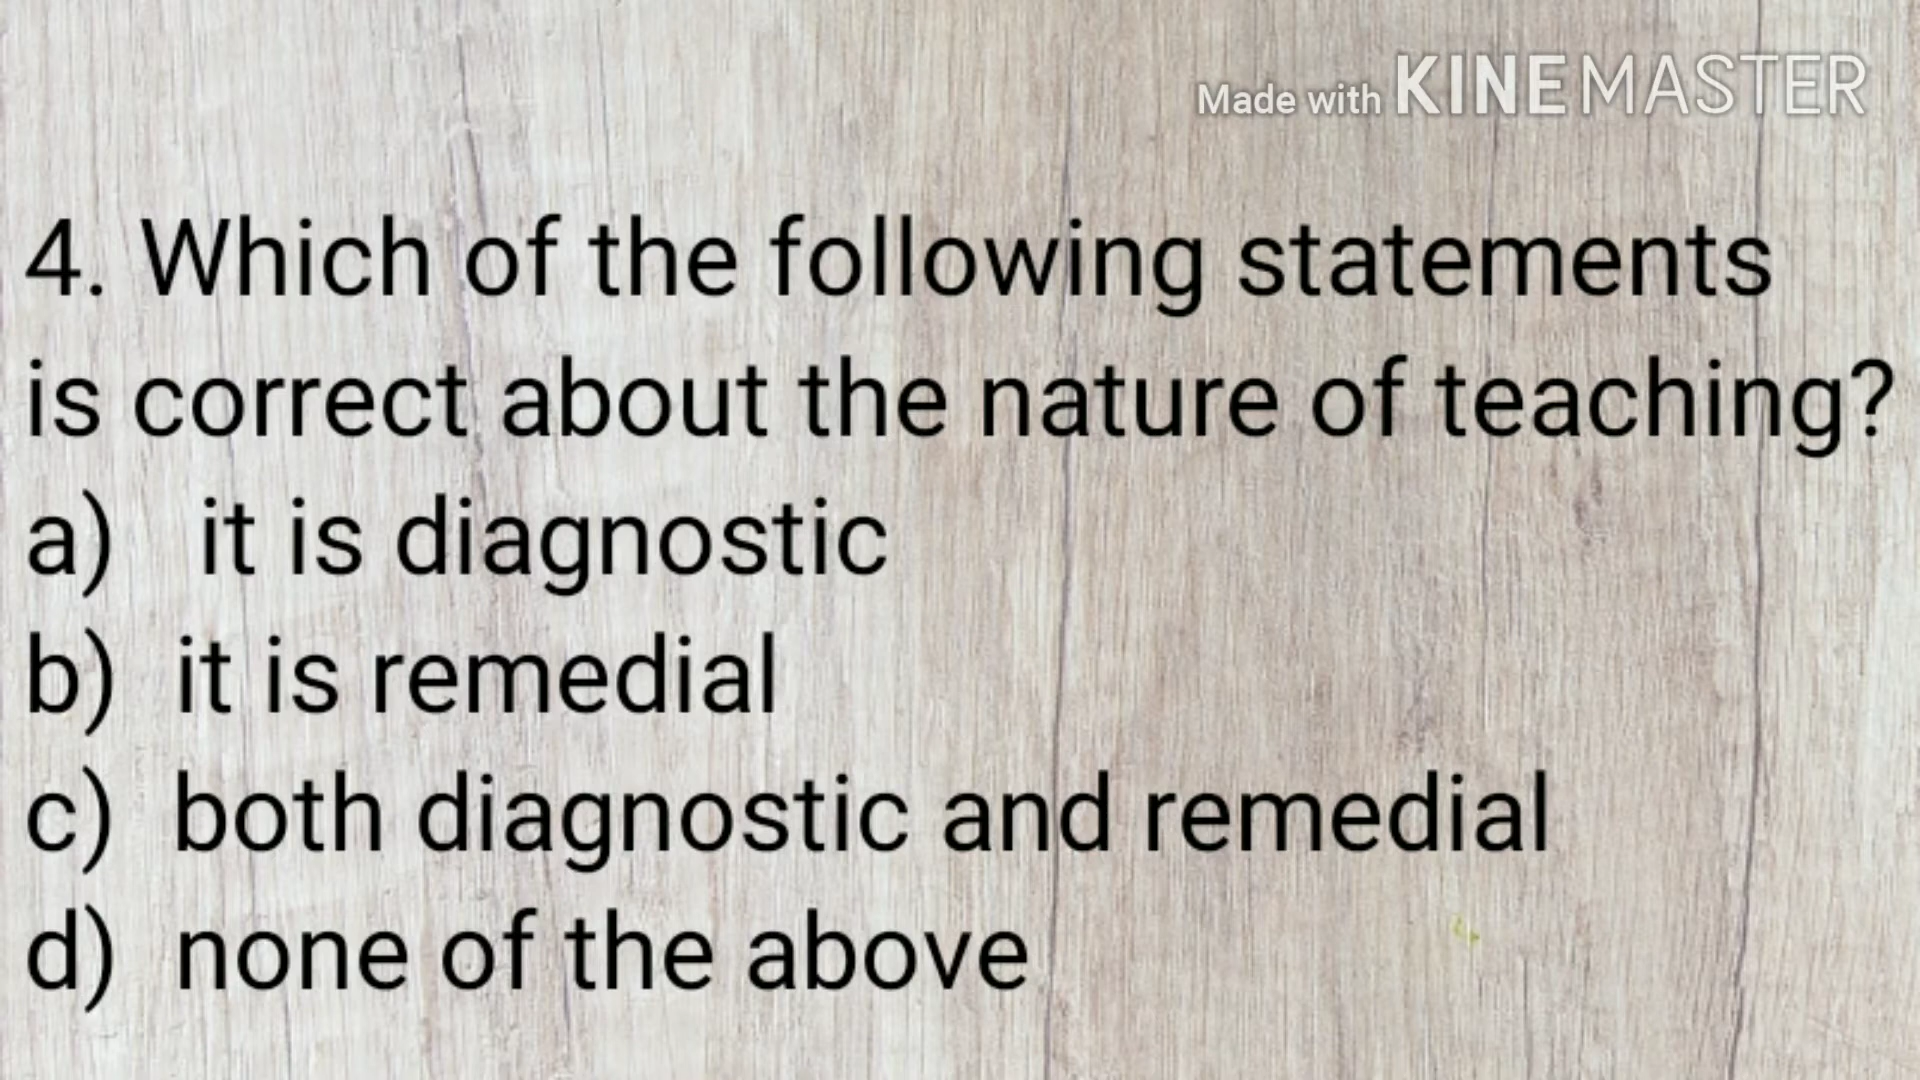 Made with KINEMASTER
4. Which of the following statements
is correct about the nature of teaching?
a) it is diagnostic
b) it is remedial
c) both diagnostic and remedial
d) none of the above